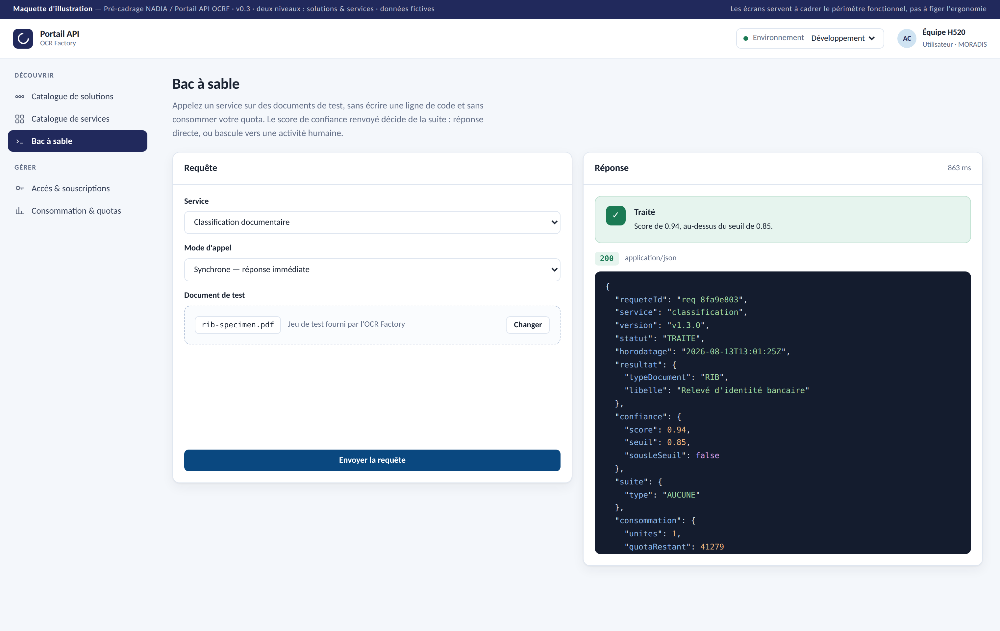 Maquette d'illustration — Pré-cadrage NADIA / Portail API OCRF · v0.3 · deux niveaux : solutions & services · données fictives
Les écrans servent à cadrer le périmètre fonctionnel, pas à figer l'ergonomie
Portail API
OCR Factory
Environnement Développement
AC
Équipe H520
Utilisateur · MORADIS
DÉCOUVRIR
Catalogue de solutions
Catalogue de services
Bac à sable
GÉRER
Accès & souscriptions
Consommation & quotas
Bac à sable
Appelez un service sur des documents de test, sans écrire une ligne de code et sans
consommer votre quota. Le score de confiance renvoyé décide de la suite : réponse
directe, ou bascule vers une activité humaine.
Requête
Service
Classification documentaire
Mode d'appel
Synchrone — réponse immédiate
Document de test
rib-specimen.pdf Jeu de test fourni par l'OCR Factory Changer
Envoyer la requête
Réponse 863 ms
Traité
Score de 0.94, au-dessus du seuil de 0.85.
200 application/json
{
"requeteId": "req_8fa9e803",
"service": "classification",
"version": "v1.3.0",
"statut": "TRAITE",
"horodatage": "2026-08-13T13:01:25Z",
"resultat": {
"typeDocument": "RIB",
"libelle": "Relevé d'identité bancaire"
},
"confiance": {
"score": 0.94,
"seuil": 0.85,
"sousLeSeuil": false
},
"suite": {
"type": "AUCUNE"
},
"consommation": {
"unites": 1,
"quotaRestant": 41279